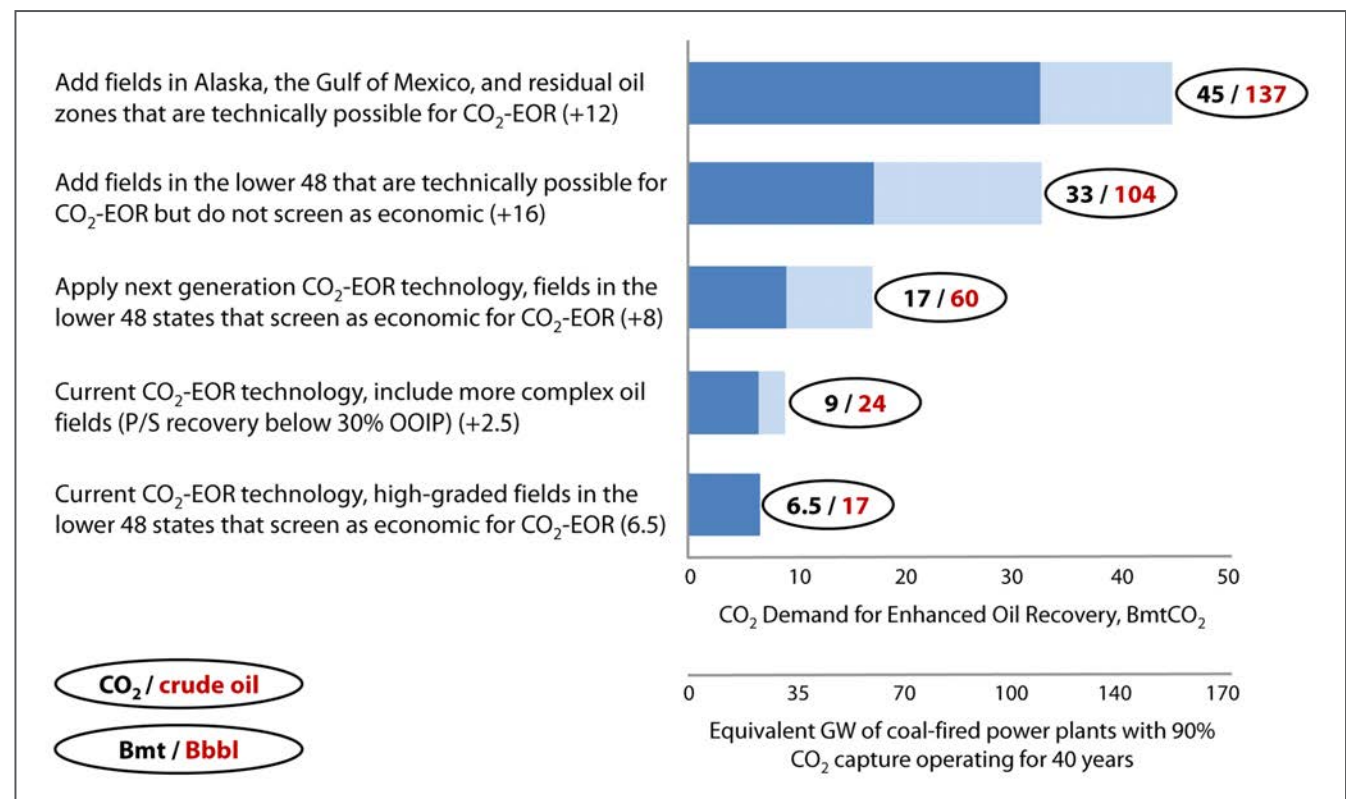 Add fields in Alaska, the Gulf of Mexico, and residual oil
zones that are technically possible for CO₂-EOR (+12)
45 / 137
Add fields in the lower 48 that are technically possible for
CO₂-EOR but do not screen as economic (+16)
33 / 104
Apply next generation CO₂-EOR technology, fields in the
lower 48 states that screen as economic for CO₂-EOR (+8)
17 / 60
Current CO₂-EOR technology, include more complex oil
fields (P/S recovery below 30% OOIP) (+2.5)
9 / 24
Current CO₂-EOR technology, high-graded fields in the
lower 48 states that screen as economic for CO₂-EOR (6.5)
6.5 / 17
0 10 20 30 40 50
CO₂ Demand for Enhanced Oil Recovery, BmtCO₂
CO₂ / crude oil
Bmt / Bbbl
0 35 70 100 140 170
Equivalent GW of coal-fired power plants with 90%
CO₂ capture operating for 40 years